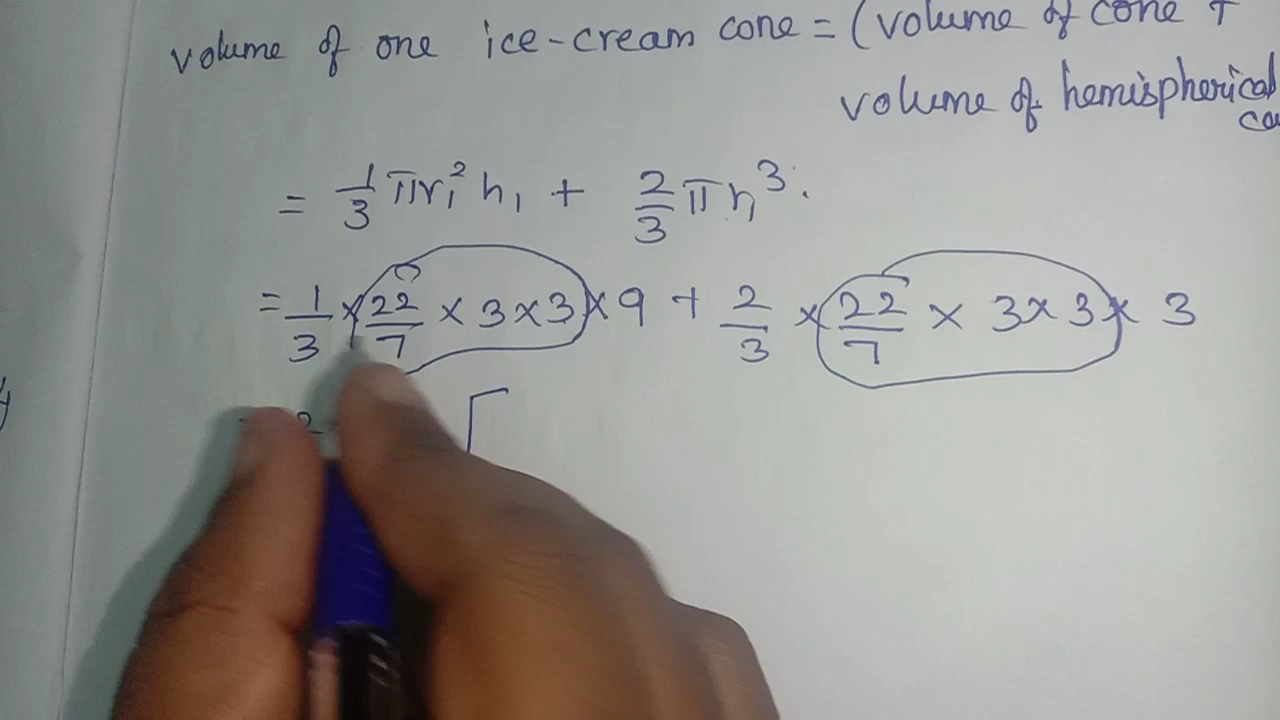 volume of one ice-cream cone = (volume of cone +
volume of hemispherical
= 1/3 πr₁² h₁ + 2/3 π r₁³.
= 1/3 × 22/7 × 3 × 3 × 9 + 2/3 × 22/7 × 3 × 3 × 3
[